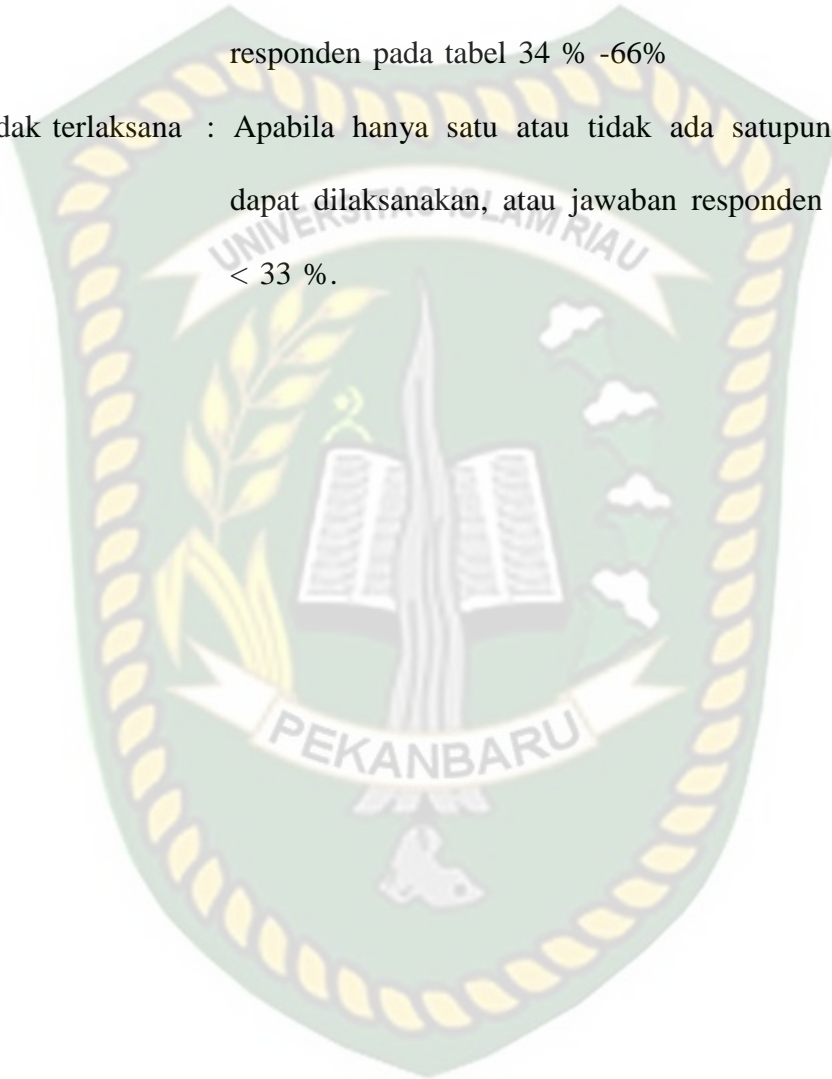 responden pada tabel 34 % -66%
dak terlaksana : Apabila hanya satu atau tidak ada satupun
dapat dilaksanakan, atau jawaban responden
< 33 %.
UNIVERSITAS ISLAM RIAU
PEKANBARU